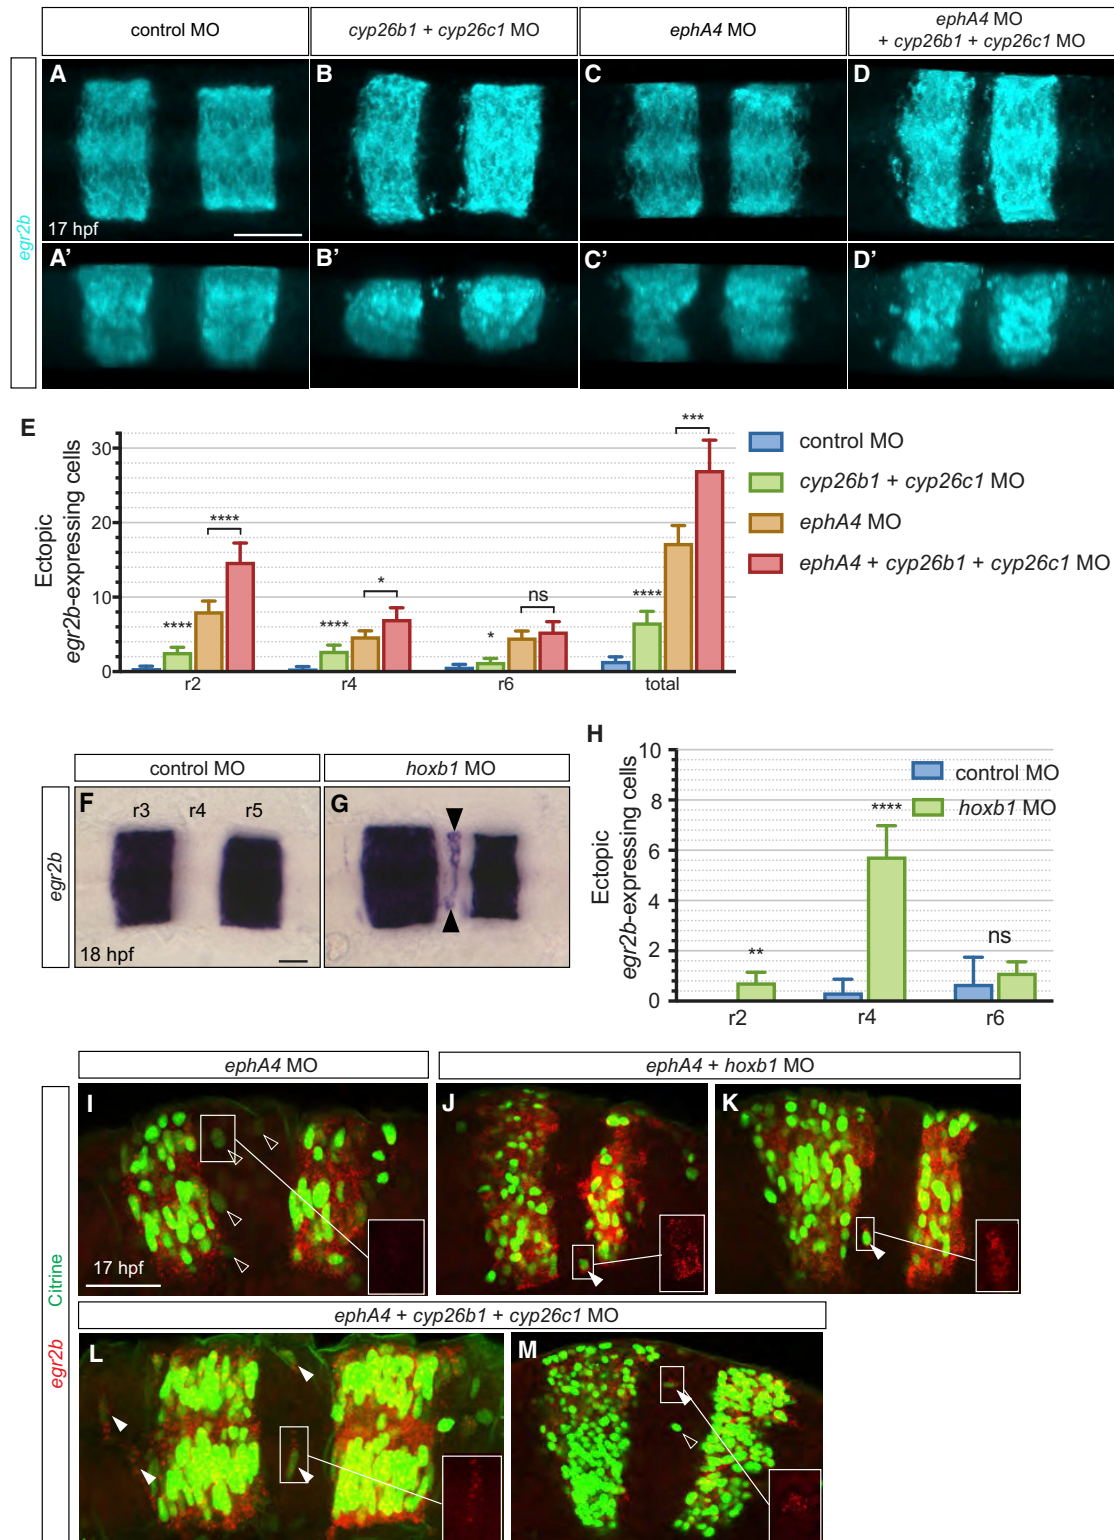 control MO
cyp26b1 + cyp26c1 MO
ephA4 MO
ephA4 MO
+ cyp26b1 + cyp26c1 MO
egr2b
A
B
C
D
17 hpf
A'
B'
C'
D'
E
Ectopic
egr2b-expressing cells
30
20
10
0
****
****
****
*
*
ns
****
***
r2
r4
r6
total
control MO
cyp26b1 + cyp26c1 MO
ephA4 MO
ephA4 + cyp26b1 + cyp26c1 MO
control MO
hoxb1 MO
egr2b
F
r3
r4
r5
18 hpf
G
H
Ectopic
egr2b-expressing cells
10
8
6
4
2
0
**
****
ns
r2
r4
r6
control MO
hoxb1 MO
ephA4 MO
ephA4 + hoxb1 MO
egr2b Citrine
I
17 hpf
J
K
ephA4 + cyp26b1 + cyp26c1 MO
L
M